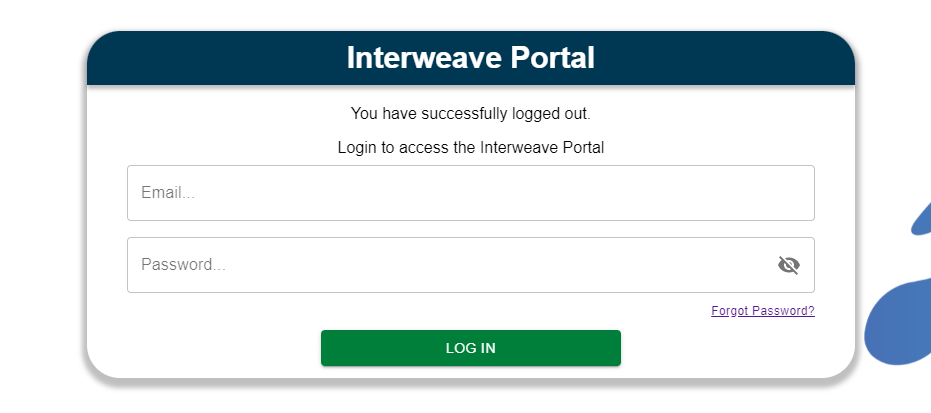 Interweave Portal
You have successfully logged out.
Login to access the Interweave Portal
Email...
Password...
Forgot Password?
LOG IN